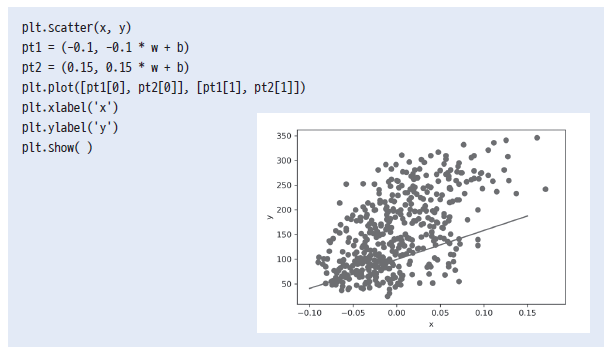 plt.scatter(x, y)
pt1 = (-0.1, -0.1 * w + b)
pt2 = (0.15, 0.15 * w + b)
plt.plot([pt1[0], pt2[0]], [pt1[1], pt2[1]])
plt.xlabel('x')
plt.ylabel('y')
plt.show( )
350
300
250
200
150
100
50
y
-0.10 -0.05 0.00 0.05 0.10 0.15
x